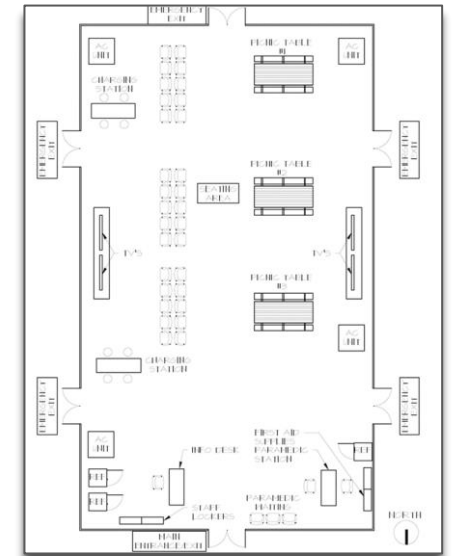 EMERGENCY
EXIT
AC
UNIT
CHARGING
STATION
PICNIC TABLE
#1
AC
UNIT
EMERGENCY
EXIT
EMERGENCY
EXIT
SEATING
AREA
PICNIC TABLE
#2
TV'S
TV'S
PICNIC TABLE
#3
AC
UNIT
CHARGING
STATION
EMERGENCY
EXIT
EMERGENCY
EXIT
AC
UNIT
FIRST AID
SUPPLIES
PARAMEDIC
STATION
INFO DESK
REF
REF
REF
STAFF
LOCKERS
PARAMEDIC
WAITING
NORTH
MAIN
ENTRANCE/EXIT